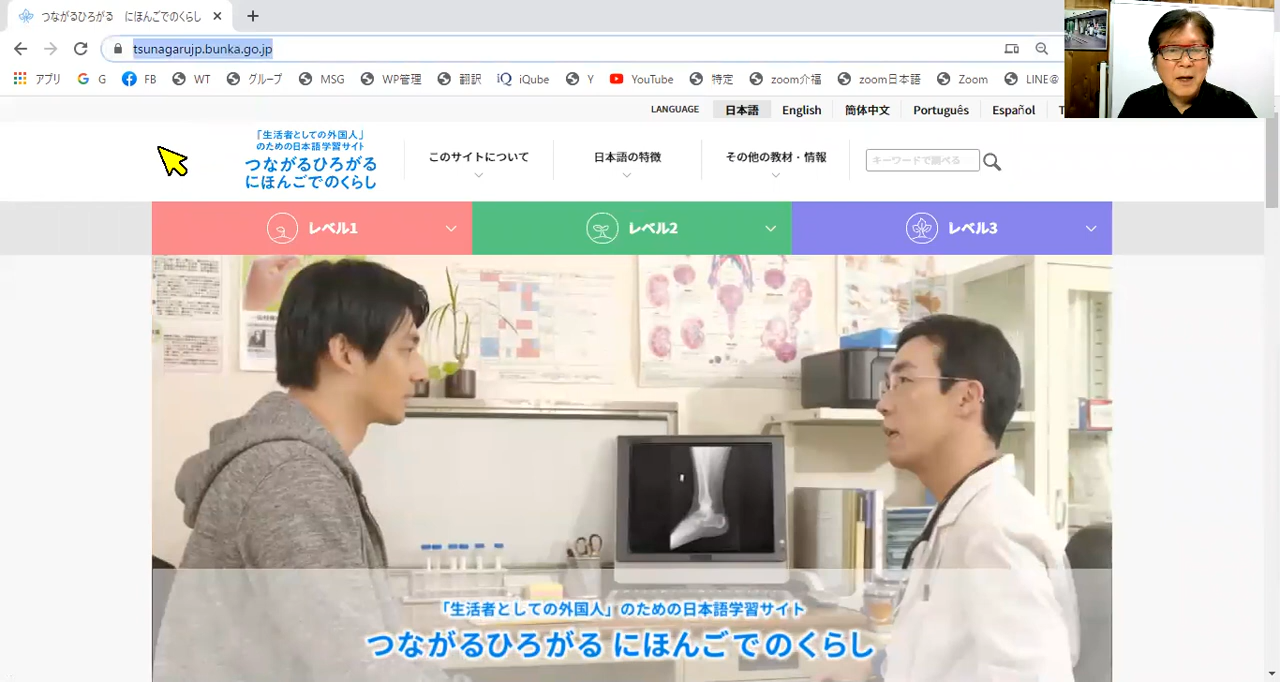 つながるひろがる にほんごでのくらし
tsunagarujp.bunka.go.jp
アプリ G FB WT グループ MSG WP管理 翻訳 iQube Y YouTube 特定 zoom介福 zoom日本語 Zoom LINE@
LANGUAGE 日本語 English 简体中文 Português Español T
「生活者としての外国人」
のための日本語学習サイト
つながるひろがる
にほんごでのくらし
このサイトについて 日本語の特徴 その他の教材・情報 キーワードで調べる
レベル1 レベル2 レベル3
「生活者としての外国人」のための日本語学習サイト
つながるひろがる にほんごでのくらし